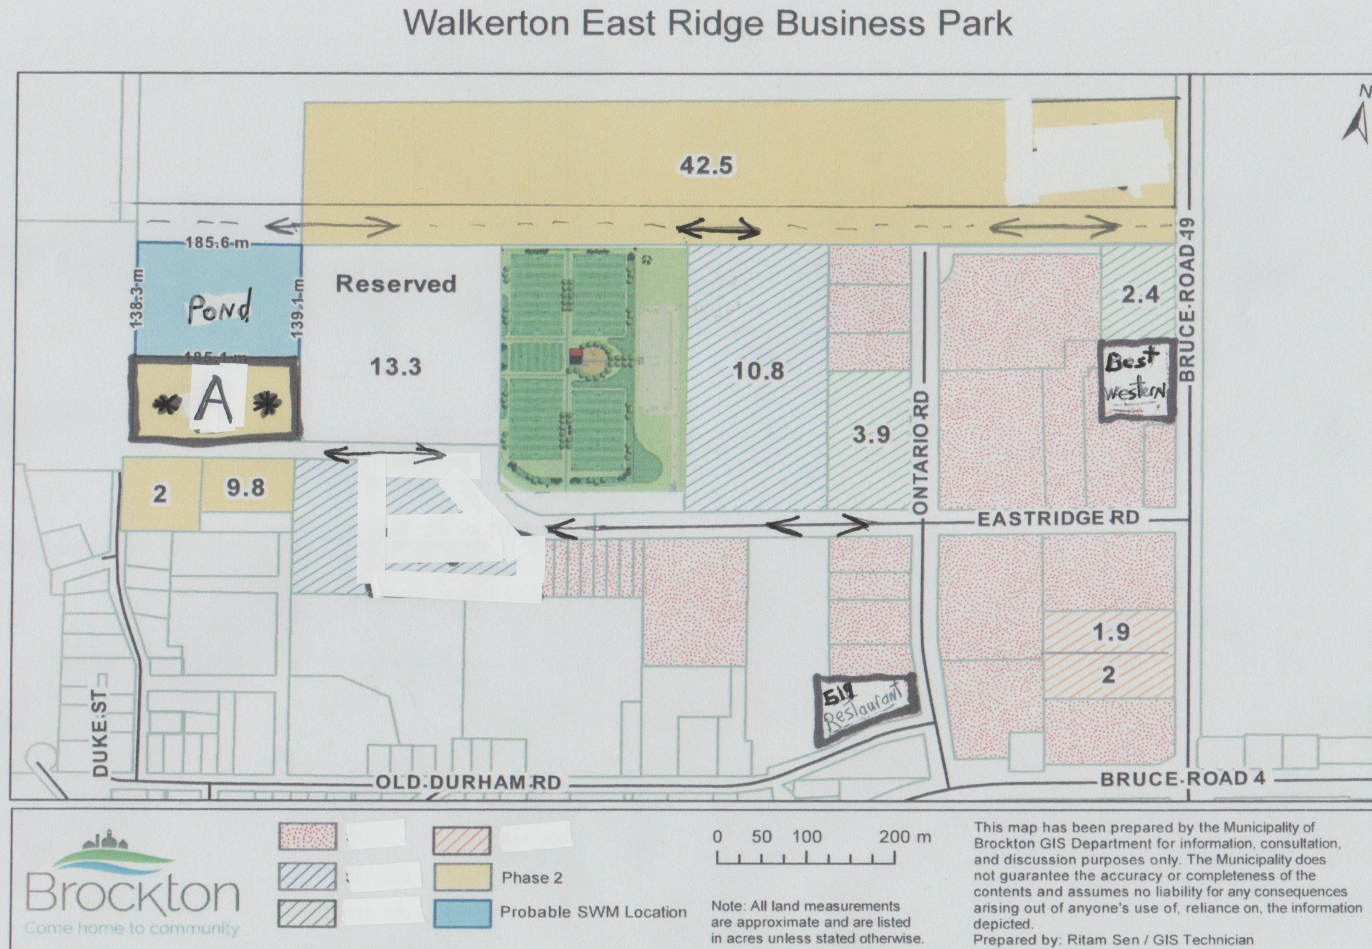 Walkerton East Ridge Business Park
N
42.5
185.6 m
138.3 m
Pond
139.1 m
185.1 m
* A *
Reserved
13.3
10.8
3.9
2.4
Best
Western
BRUCE ROAD 19
ONTARIO RD
2
9.8
EASTRIDGE RD
1.9
2
519
Restaurant
DUKE ST
OLD DURHAM RD
BRUCE ROAD 4
Brockton
Come home to community
Phase 2
Probable SWM Location
0 50 100 200 m
Note: All land measurements
are approximate and are listed
in acres unless stated otherwise.
This map has been prepared by the Municipality of
Brockton GIS Department for information, consultation,
and discussion purposes only. The Municipality does
not guarantee the accuracy or completeness of the
contents and assumes no liability for any consequences
arising out of anyone's use of, reliance on, the information
depicted.
Prepared by: Ritam Sen / GIS Technician